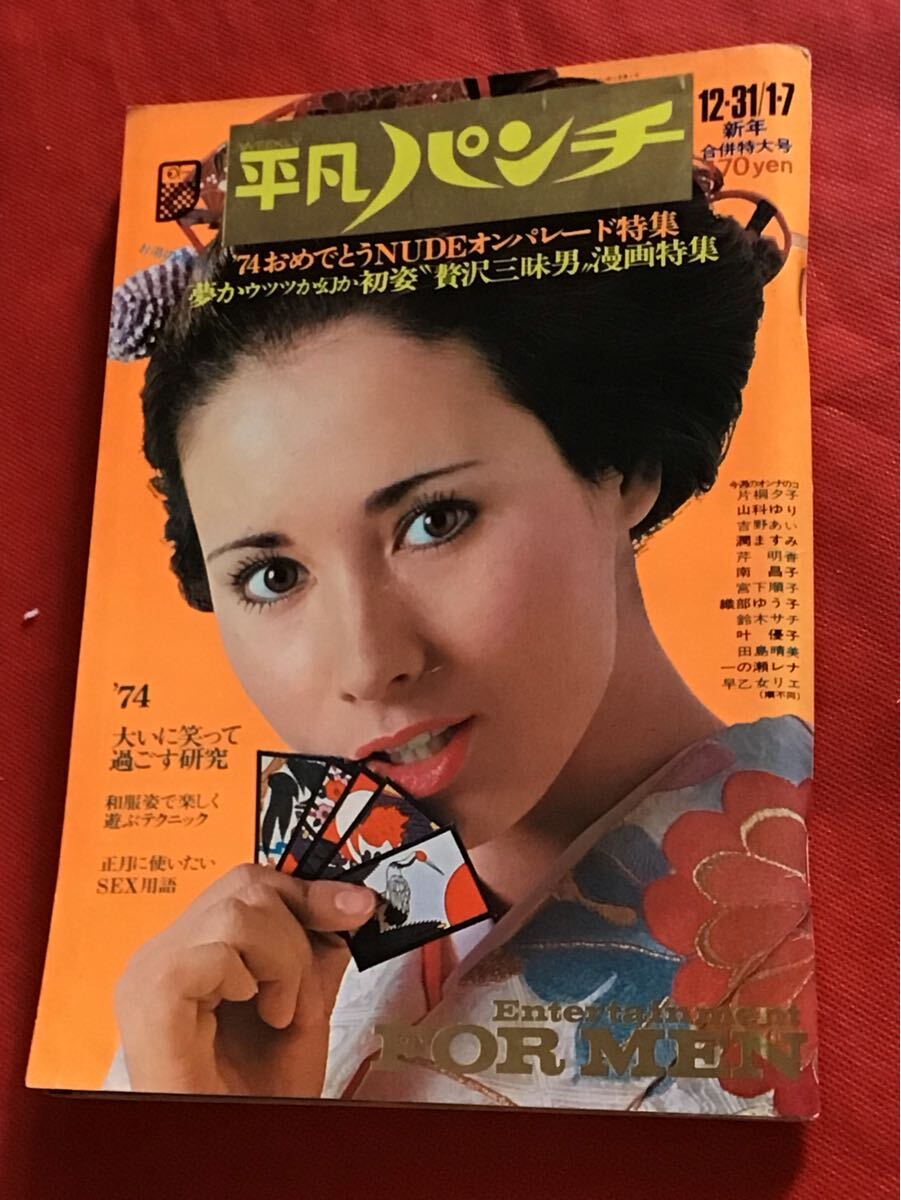 WEEKLY
平凡パンチ
12・31/1・7
新年
合併特大号
170yen
'74おめでとうNUDEオンパレード特集
夢かウツツか幻か初姿〝贅沢三昧男〟漫画特集
今週のオンナのコ
片桐夕子
山科ゆり
吉野あい
潤ますみ
芹 明香
南 昌子
宮下順子
織部ゆう子
鈴木サチ
叶 優子
田島晴美
一の瀬レナ
早乙女リエ
(順不同)
'74
大いに笑って
過ごす研究
和服姿で楽しく
遊ぶテクニック
正月に使いたい
SEX用語
Entertainment
FOR MEN